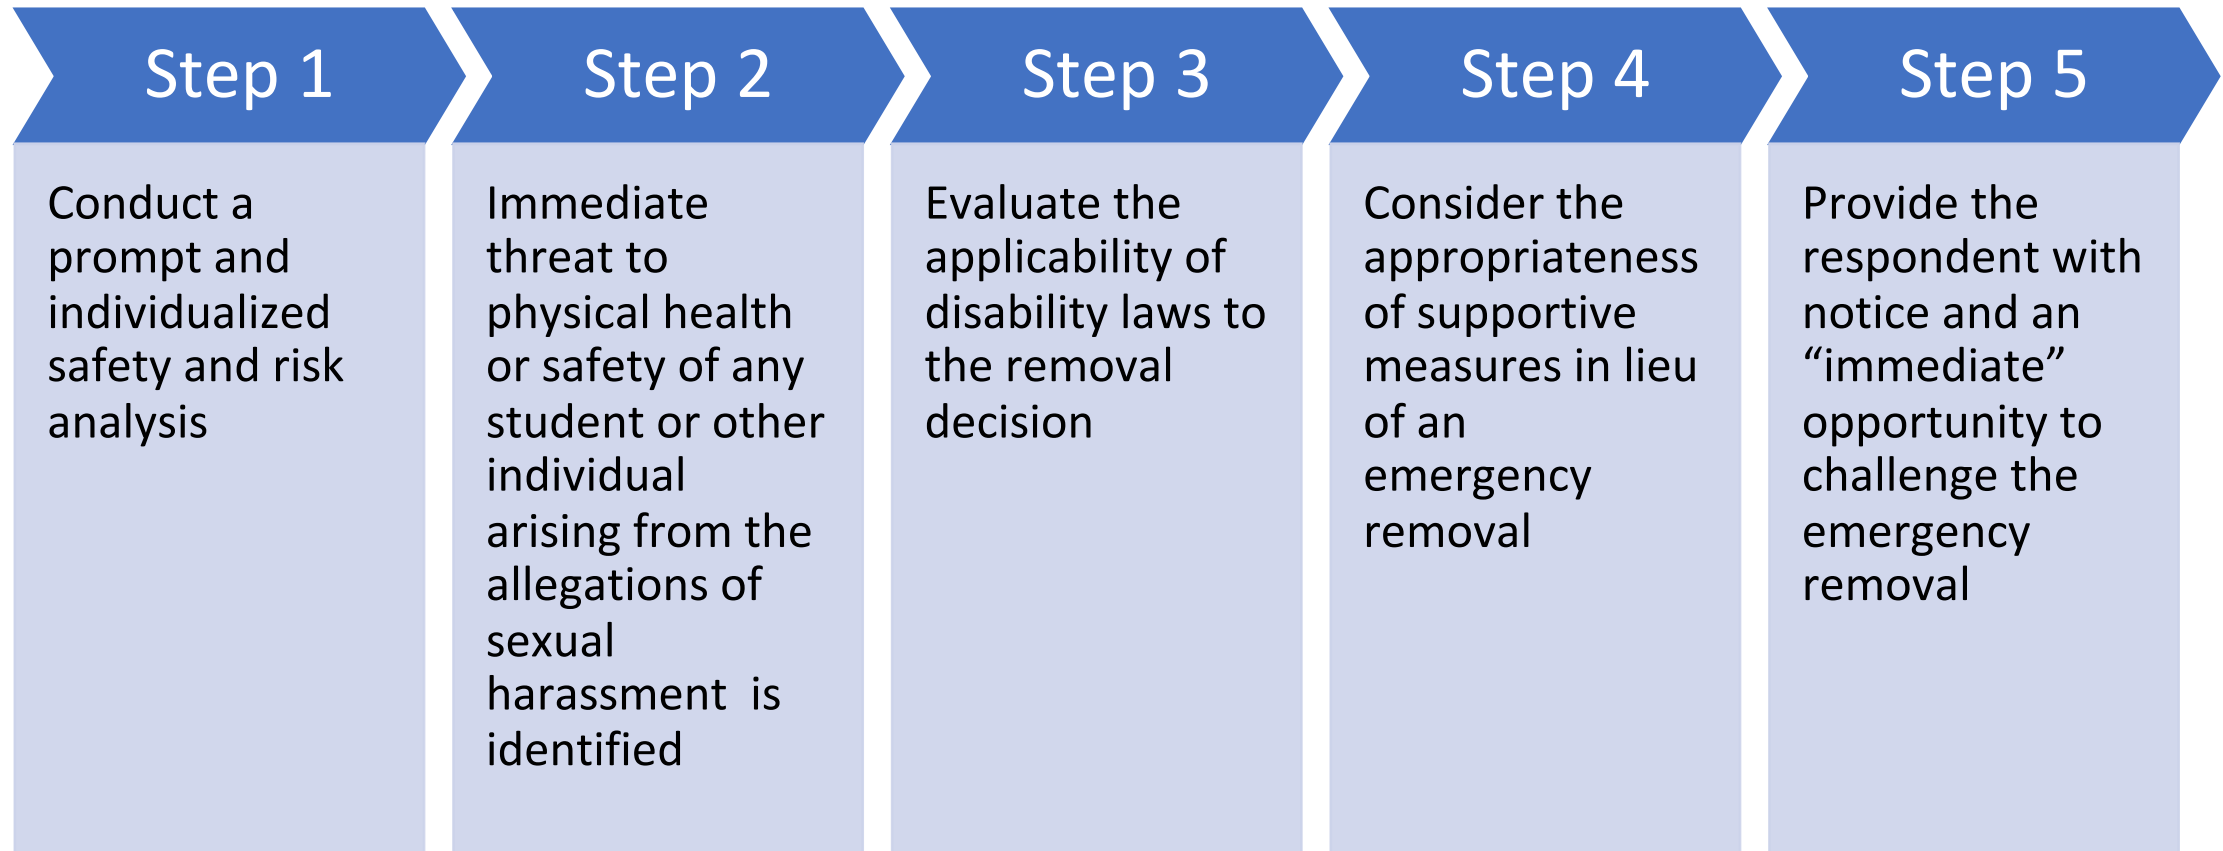 Step 1
Conduct a
prompt and
individualized
safety and risk
analysis
Step 2
Immediate
threat to
physical health
or safety of any
student or other
individual
arising from the
allegations of
sexual
harassment  is
identified
Step 3
Evaluate the
applicability of
disability laws to
the removal
decision
Step 4
Consider the
appropriateness
of supportive
measures in lieu
of an
emergency
removal
Step 5
Provide the
respondent with
notice and an
“immediate”
opportunity to
challenge the
emergency
removal